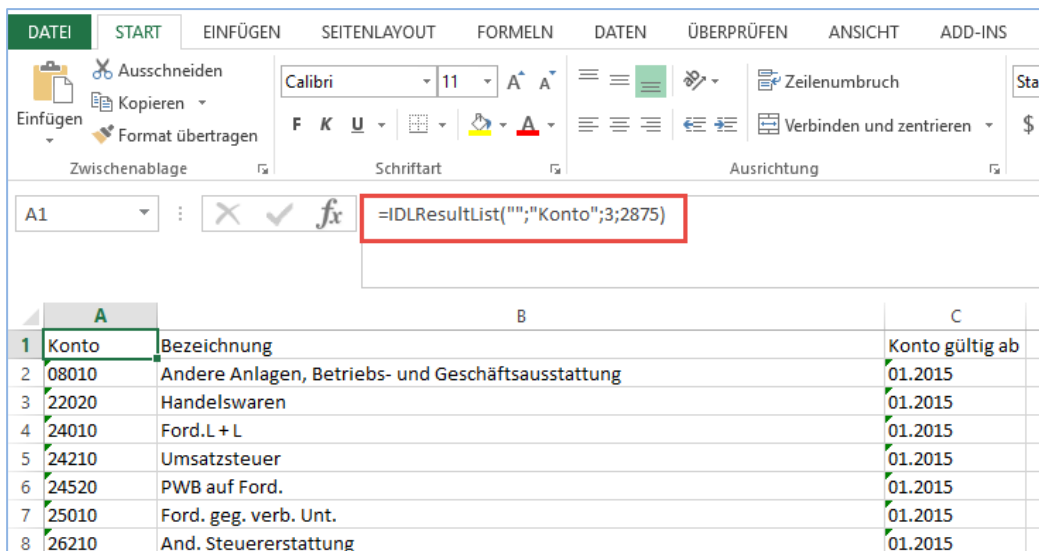 DATEI START EINFÜGEN SEITENLAYOUT FORMELN DATEN ÜBERPRÜFEN ANSICHT ADD-INS
Einfügen
Ausschneiden
Kopieren
Format übertragen
Zwischenablage
Calibri 11 A A
F K U A
Schriftart
Zeilenumbruch
Verbinden und zentrieren
Ausrichtung
Sta
$
A1 fx =IDLResultList("";"Konto";3;2875)
A B C
1 Konto Bezeichnung Konto gültig ab
2 08010 Andere Anlagen, Betriebs- und Geschäftsausstattung 01.2015
3 22020 Handelswaren 01.2015
4 24010 Ford.L + L 01.2015
5 24210 Umsatzsteuer 01.2015
6 24520 PWB auf Ford. 01.2015
7 25010 Ford. geg. verb. Unt. 01.2015
8 26210 And. Steuererstattung 01.2015